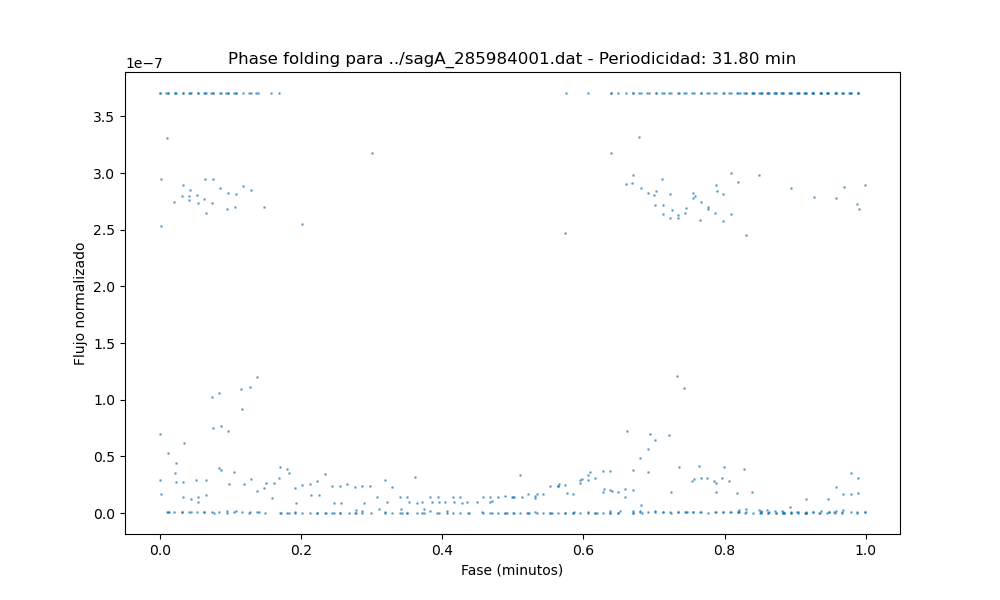 Phase folding para ../sagA_285984001.dat - Periodicidad: 31.80 min
1e−7
3.5
3.0
2.5
2.0
1.5
1.0
0.5
0.0
Flujo normalizado
0.0 0.2 0.4 0.6 0.8 1.0
Fase (minutos)